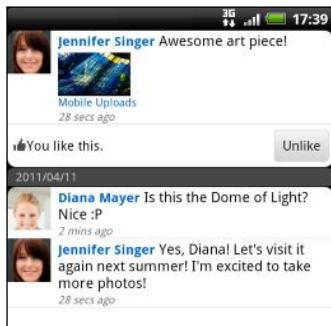 3G 17:39
Jennifer Singer Awesome art piece!
Mobile Uploads
28 secs ago
You like this. Unlike
2011/04/11
Diana Mayer Is this the Dome of Light?
Nice :P
2 mins ago
Jennifer Singer Yes, Diana! Let's visit it
again next summer! I'm excited to take
more photos!
28 secs ago